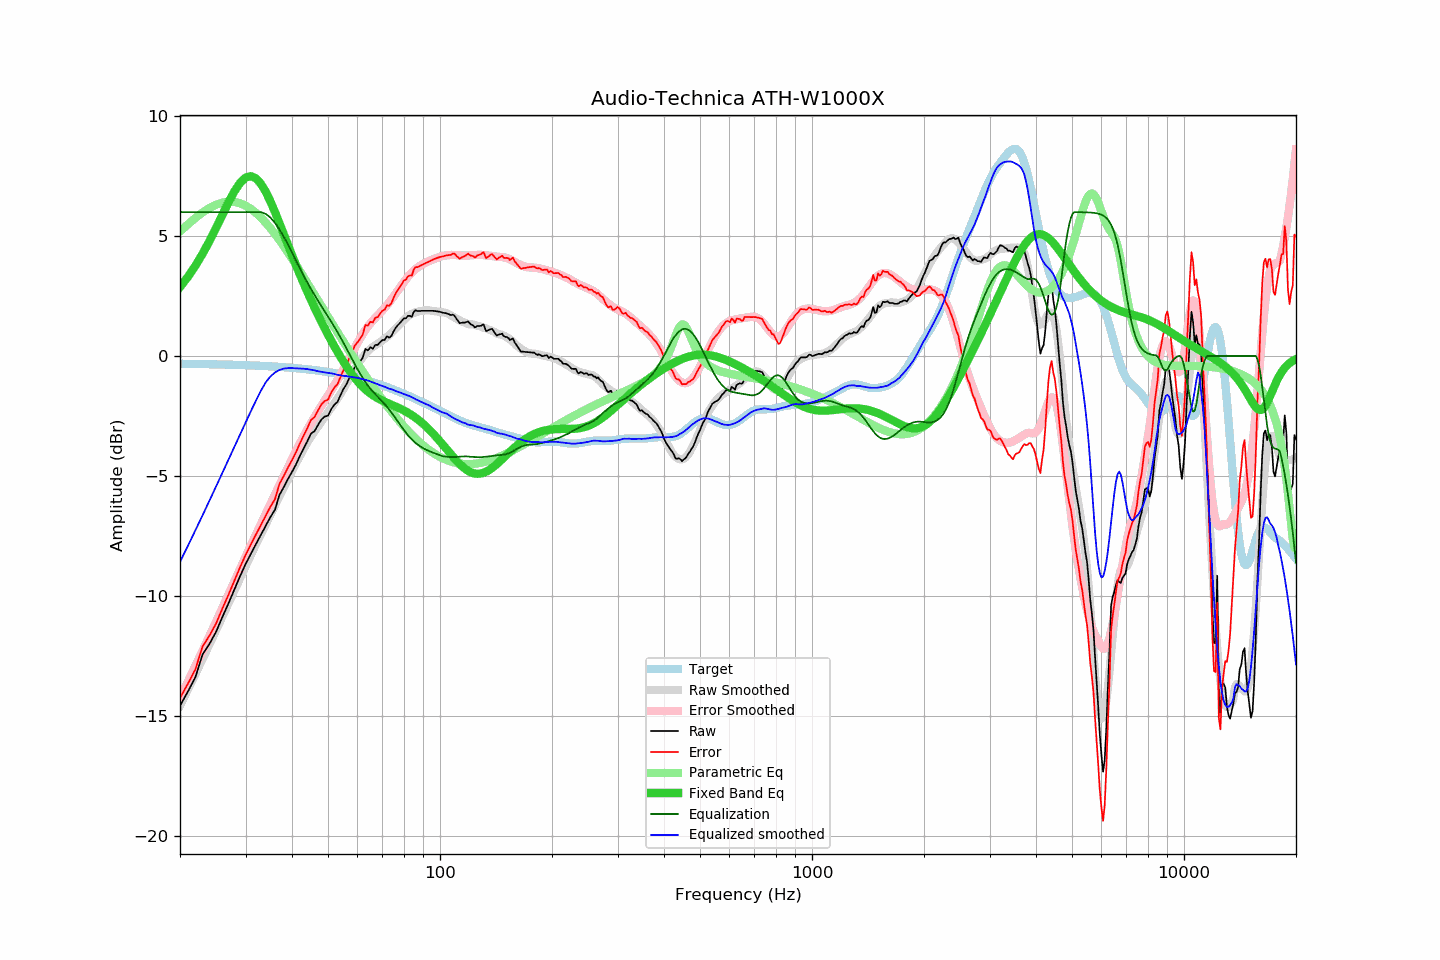 Audio-Technica ATH-W1000X
10
5
0
−5
−10
−15
−20
Amplitude (dBr)
Target
Raw Smoothed
Error Smoothed
Raw
Error
Parametric Eq
Fixed Band Eq
Equalization
Equalized smoothed
100 1000 10000
Frequency (Hz)